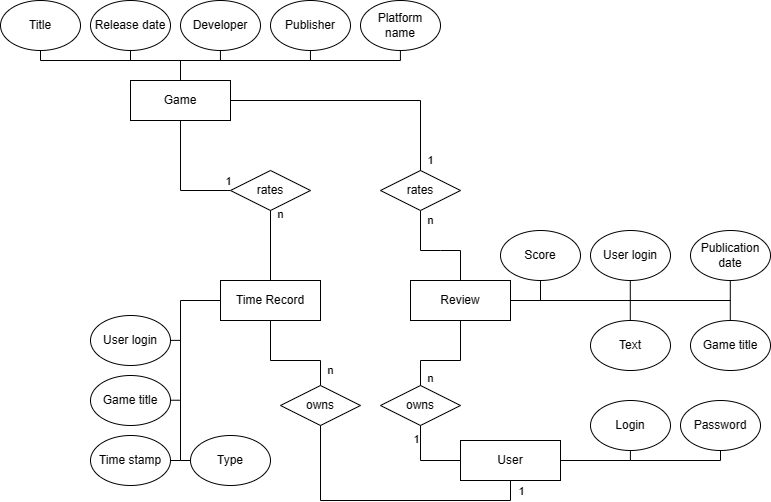 Title
Release date
Developer
Publisher
Platform
name
Game
1
rates
n
1
rates
n
Score
User login
Publication
date
Time Record
Review
User login
Text
Game title
Game title
n
owns
n
owns
1
Login
Password
Time stamp
Type
User
1